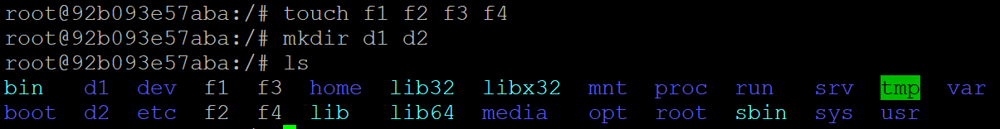 root@92b093e57aba:/# touch f1 f2 f3 f4
root@92b093e57aba:/# mkdir d1 d2
root@92b093e57aba:/# ls
bin   d1  dev  f1  f3  home  lib32  libx32  mnt  proc  run   srv  tmp  var
boot  d2  etc  f2  f4  lib   lib64  media   opt  root  sbin  sys  usr